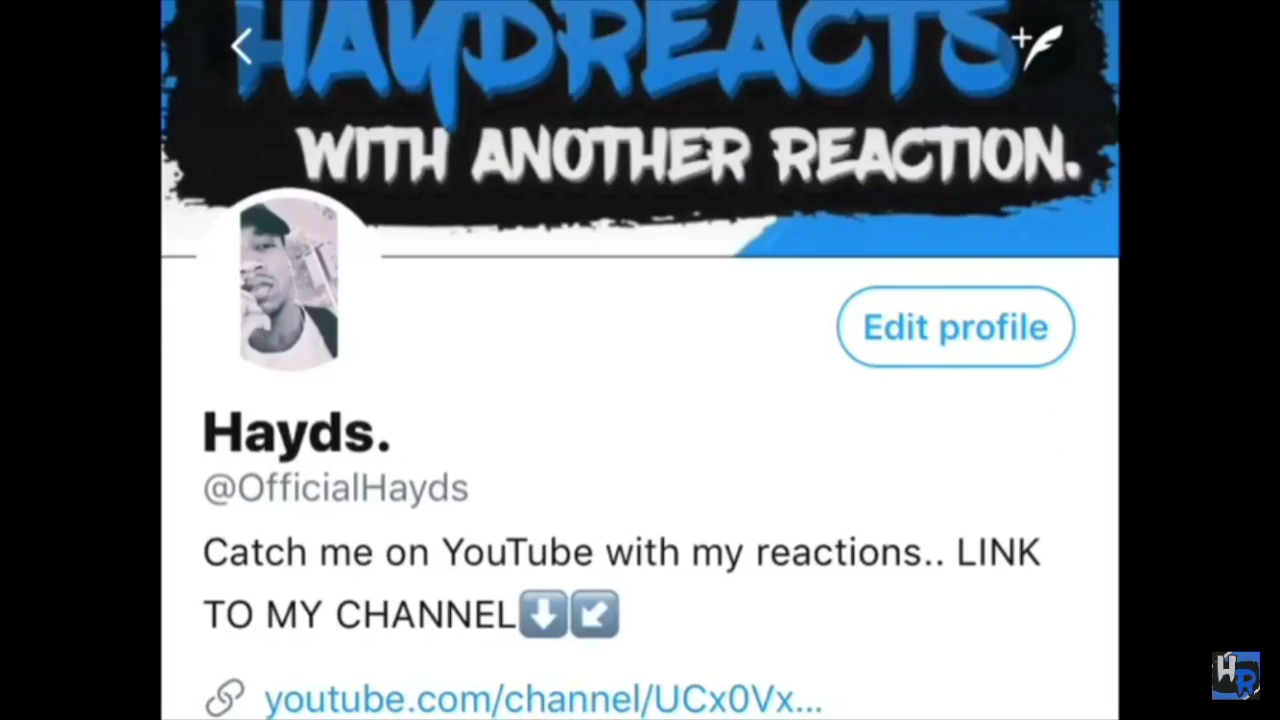 HAYDREACTS
WITH ANOTHER REACTION.
Edit profile
Hayds.
@OfficialHayds
Catch me on YouTube with my reactions.. LINK
TO MY CHANNEL⬇️↙️
youtube.com/channel/UCx0Vx...
HR